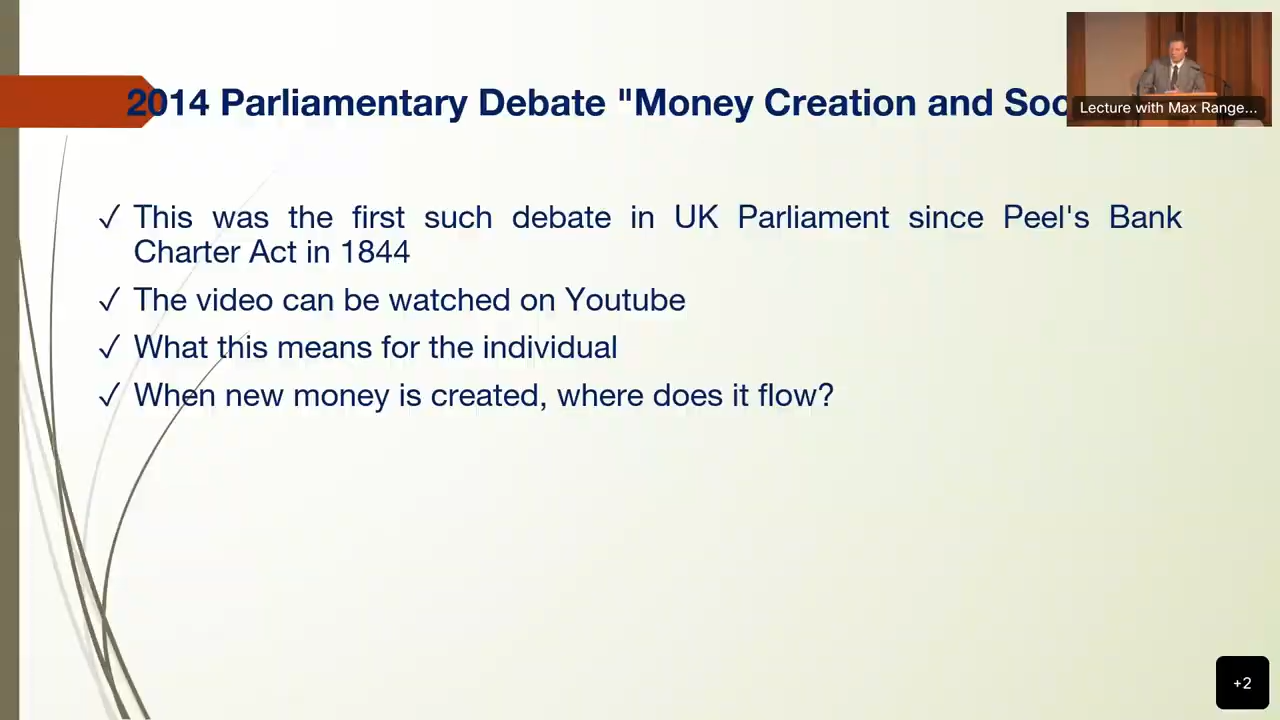 2014 Parliamentary Debate "Money Creation and Soc
Lecture with Max Range...
✓ This was the first such debate in UK Parliament since Peel's Bank
Charter Act in 1844
✓ The video can be watched on Youtube
✓ What this means for the individual
✓ When new money is created, where does it flow?
+2